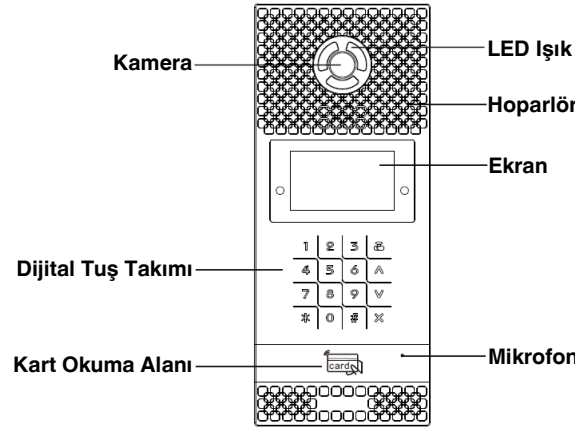 Kamera
LED Işık
Hoparlör
Ekran
1 2 3
Dijital Tuş Takımı
4 5 6
7 8 9
* 0 # X
Kart Okuma Alanı
card
Mikrofon